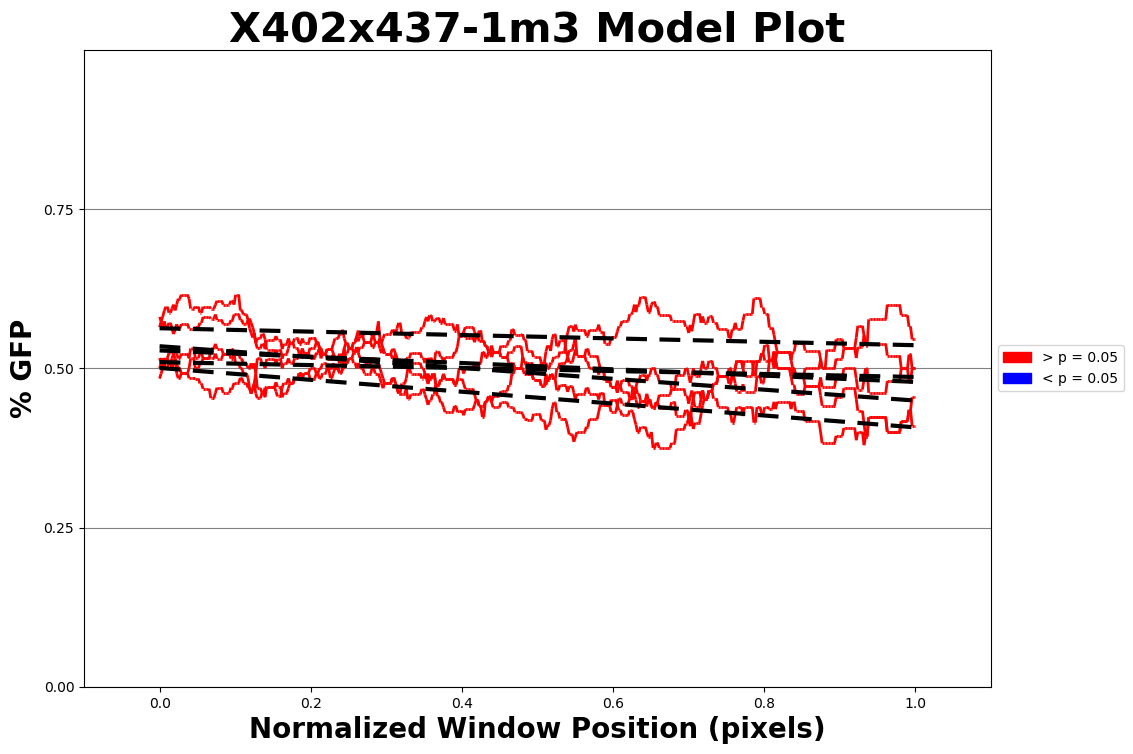 X402x437-1m3 Model Plot
% GFP
0.75
0.50
0.25
0.00
0.0 0.2 0.4 0.6 0.8 1.0
Normalized Window Position (pixels)
> p = 0.05
< p = 0.05